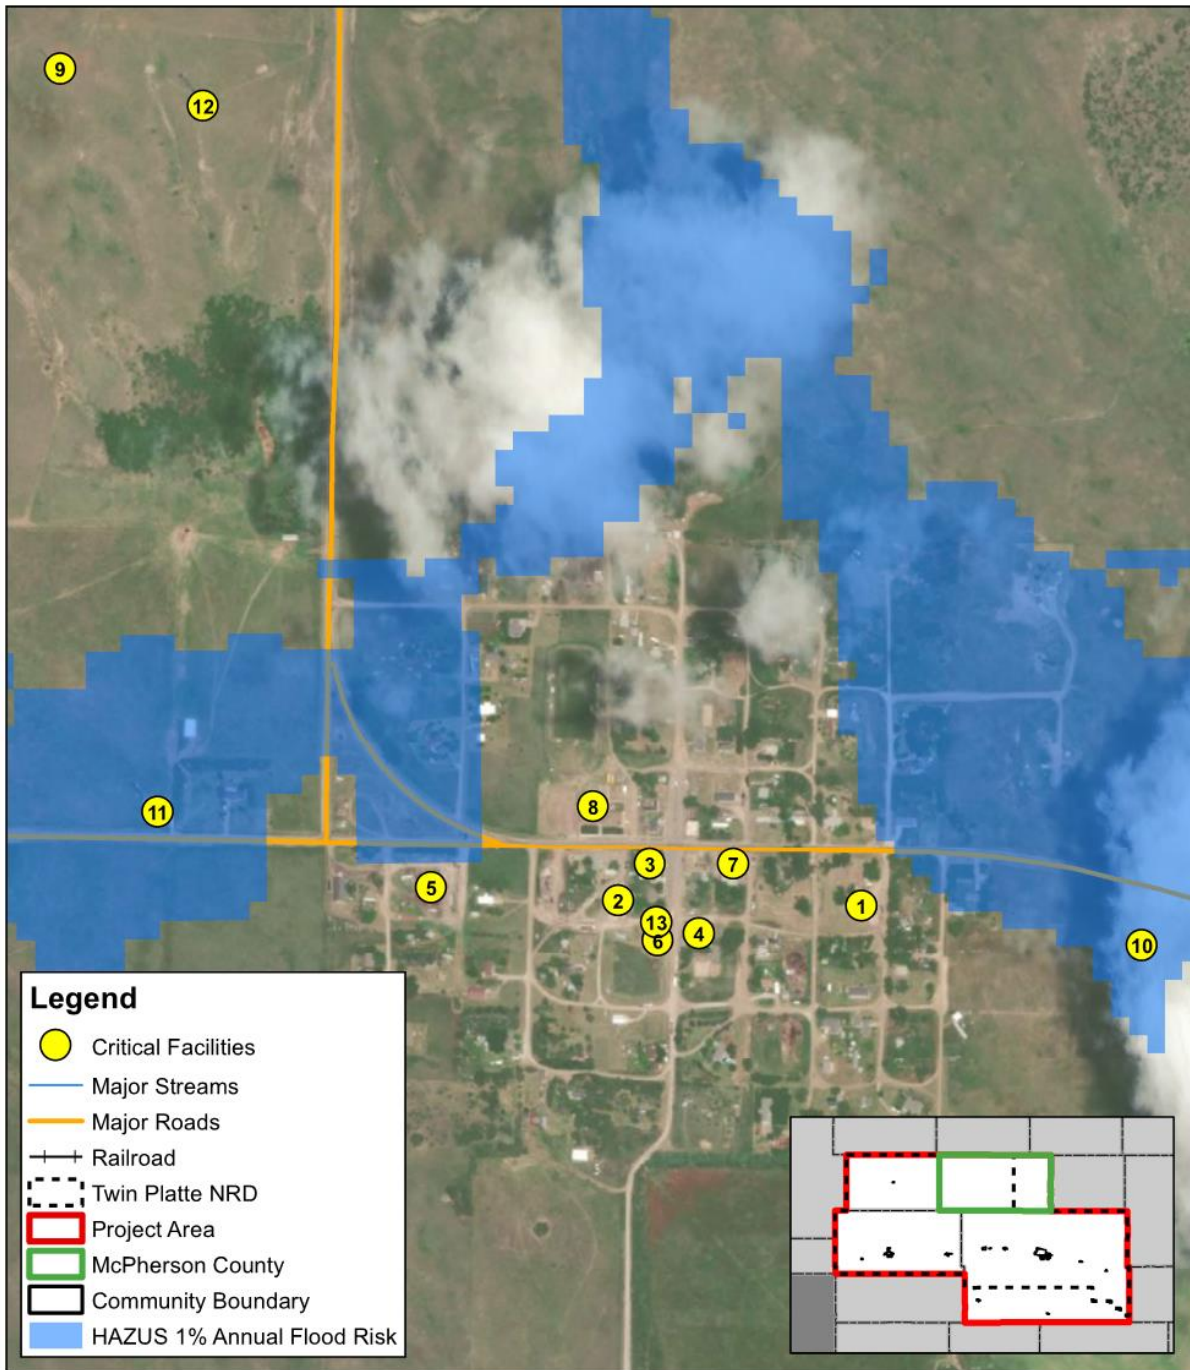 9
12
11
8
3
7
5
2
1
13
4
6
10
Legend
Critical Facilities
Major Streams
Major Roads
Railroad
Twin Platte NRD
Project Area
McPherson County
Community Boundary
HAZUS 1% Annual Flood Risk